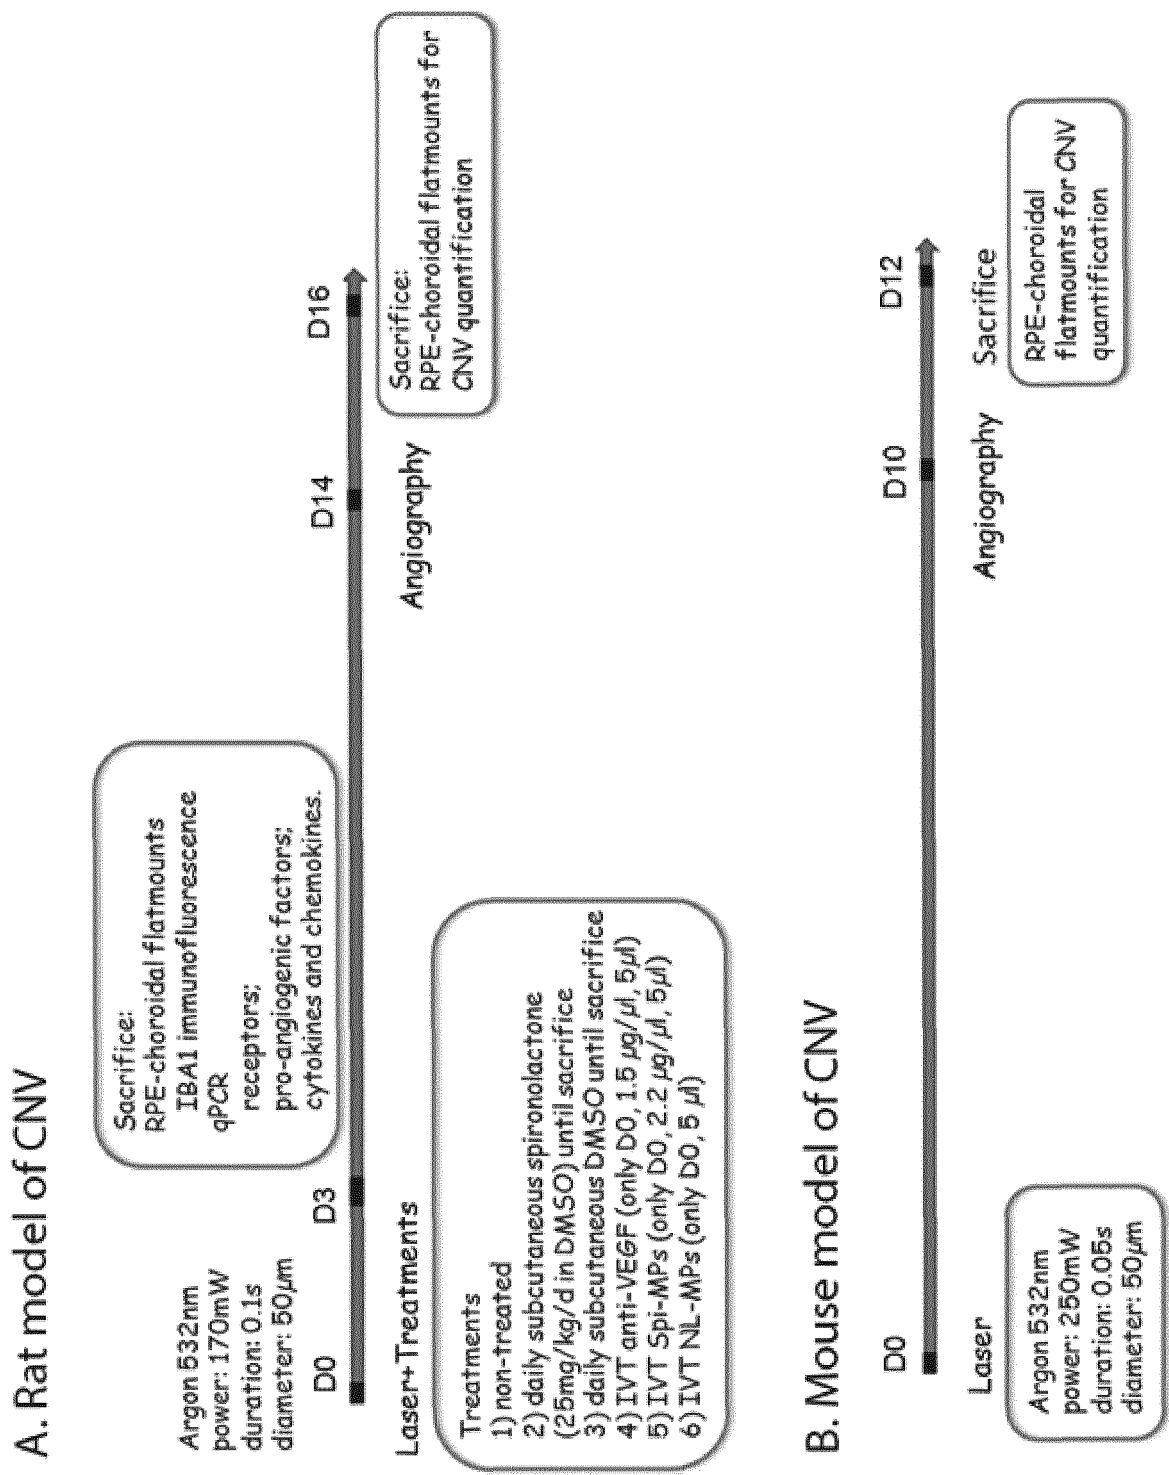 A. Rat model of CNV
Argon 532nm
power: 170mW
duration: 0.1s
diameter: 50µm
Sacrifice:
RPE-choroidal flatmounts
IBA1 immunofluorescence
qPCR
receptors;
pro-angiogenic factors;
cytokines and chemokines.
D0
D3
D14
D16
Laser+Treatments
Angiography
Sacrifice:
RPE-choroidal flatmounts for
CNV quantification
Treatments
1) non-treated
2) daily subcutaneous spironolactone
(25mg/kg/d in DMSO) until sacrifice
3) daily subcutaneous DMSO until sacrifice
4) IVT anti-VEGF (only D0, 1.5 µg/µl, 5µl)
5) IVT Spi-MPs (only D0, 2.2 µg/µl, 5µl)
6) IVT NL-MPs (only D0, 5 µl)
B. Mouse model of CNV
D0
D10
D12
Laser
Angiography
Sacrifice
Argon 532nm
power: 250mW
duration: 0.05s
diameter: 50µm
RPE-choroidal
flatmounts for CNV
quantification